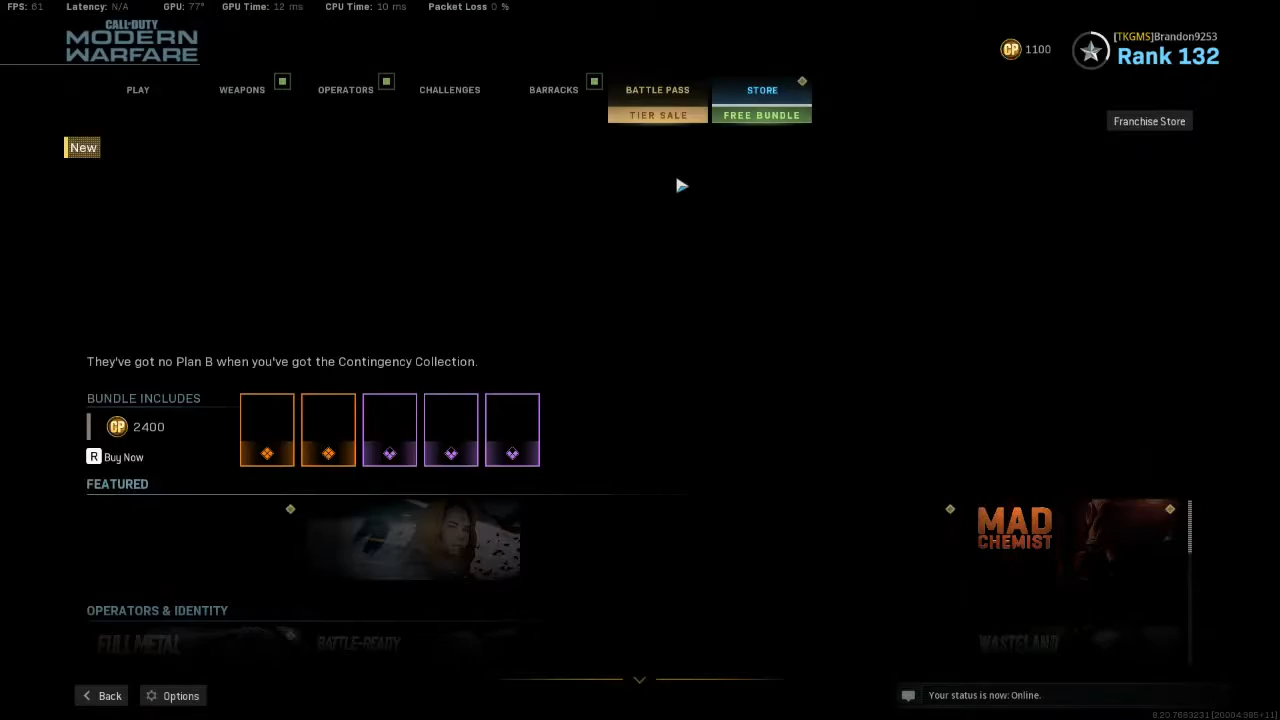 FPS: 61 Latency: N/A GPU: 77° GPU Time: 12 ms CPU Time: 10 ms Packet Loss 0 %
CALL·DUTY
MODERN
WARFARE
CP 1100
[TKGMS]Brandon9253
Rank 132
PLAY
WEAPONS
OPERATORS
CHALLENGES
BARRACKS
BATTLE PASS
TIER SALE
STORE
FREE BUNDLE
Franchise Store
New
They've got no Plan B when you've got the Contingency Collection.
BUNDLE INCLUDES
CP 2400
R Buy Now
FEATURED
MAD
CHEMIST
OPERATORS & IDENTITY
FULL METAL
BATTLE-READY
WASTELAND
Back
Options
Your status is now: Online.